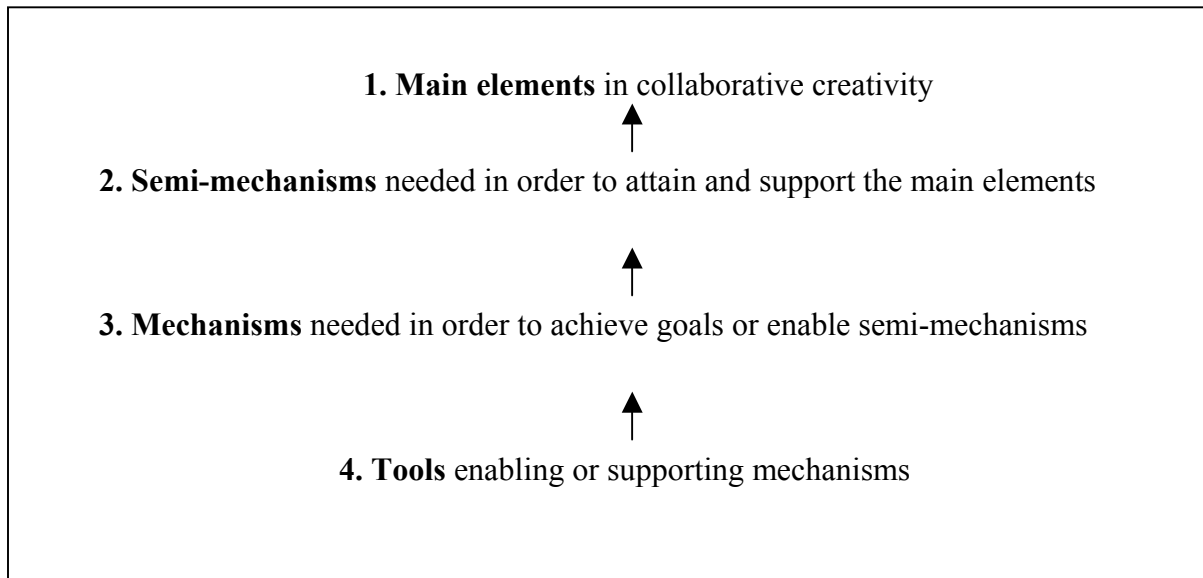 1. Main elements in collaborative creativity
2. Semi-mechanisms needed in order to attain and support the main elements
3. Mechanisms needed in order to achieve goals or enable semi-mechanisms
4. Tools enabling or supporting mechanisms